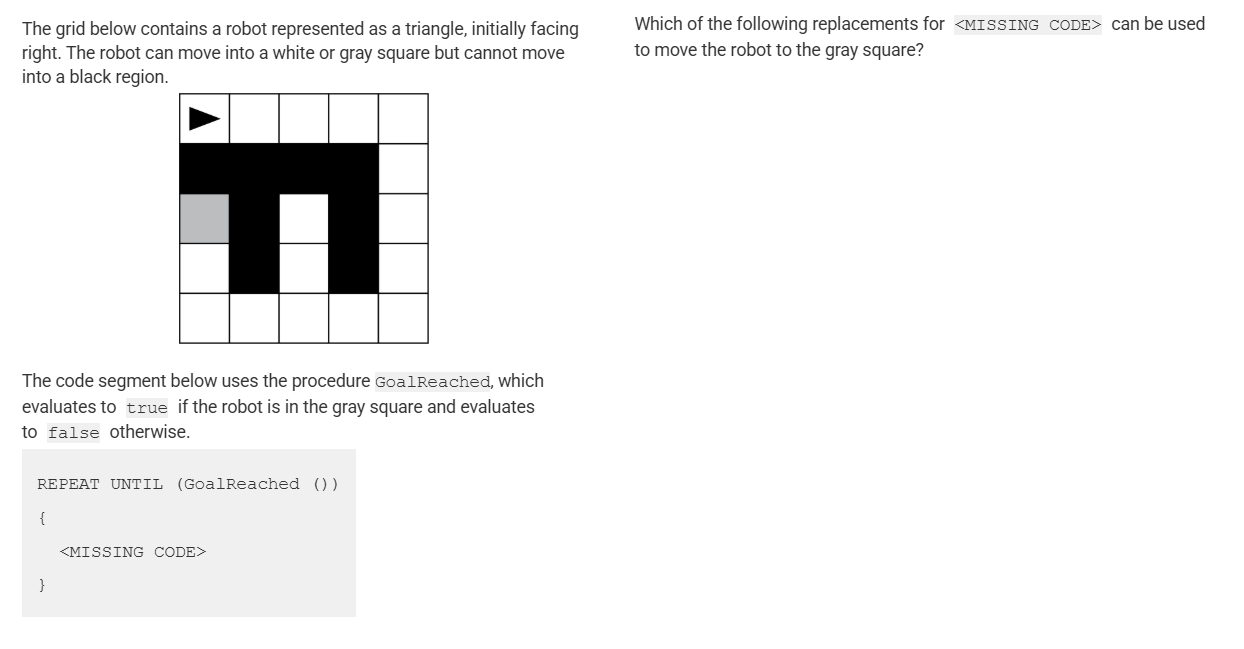 The grid below contains a robot represented as a triangle, initially facing
right. The robot can move into a white or gray square but cannot move
into a black region.
The code segment below uses the procedure GoalReached, which
evaluates to true if the robot is in the gray square and evaluates
to false otherwise.
REPEAT UNTIL (GoalReached ())
{
<MISSING CODE>
}
Which of the following replacements for <MISSING CODE> can be used
to move the robot to the gray square?